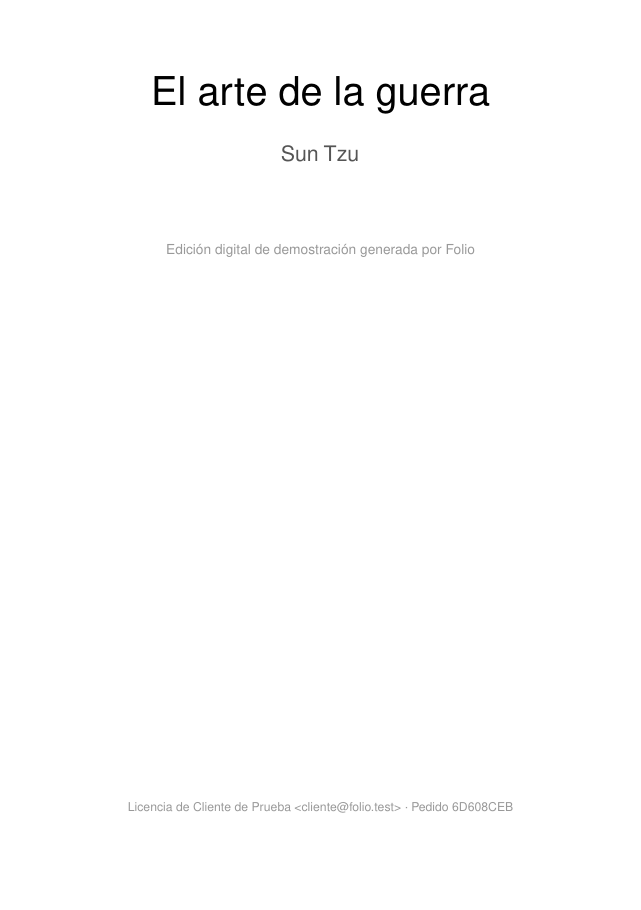 El arte de la guerra
Sun Tzu
Edición digital de demostración generada por Folio
Licencia de Cliente de Prueba <cliente@folio.test> · Pedido 6D608CEB